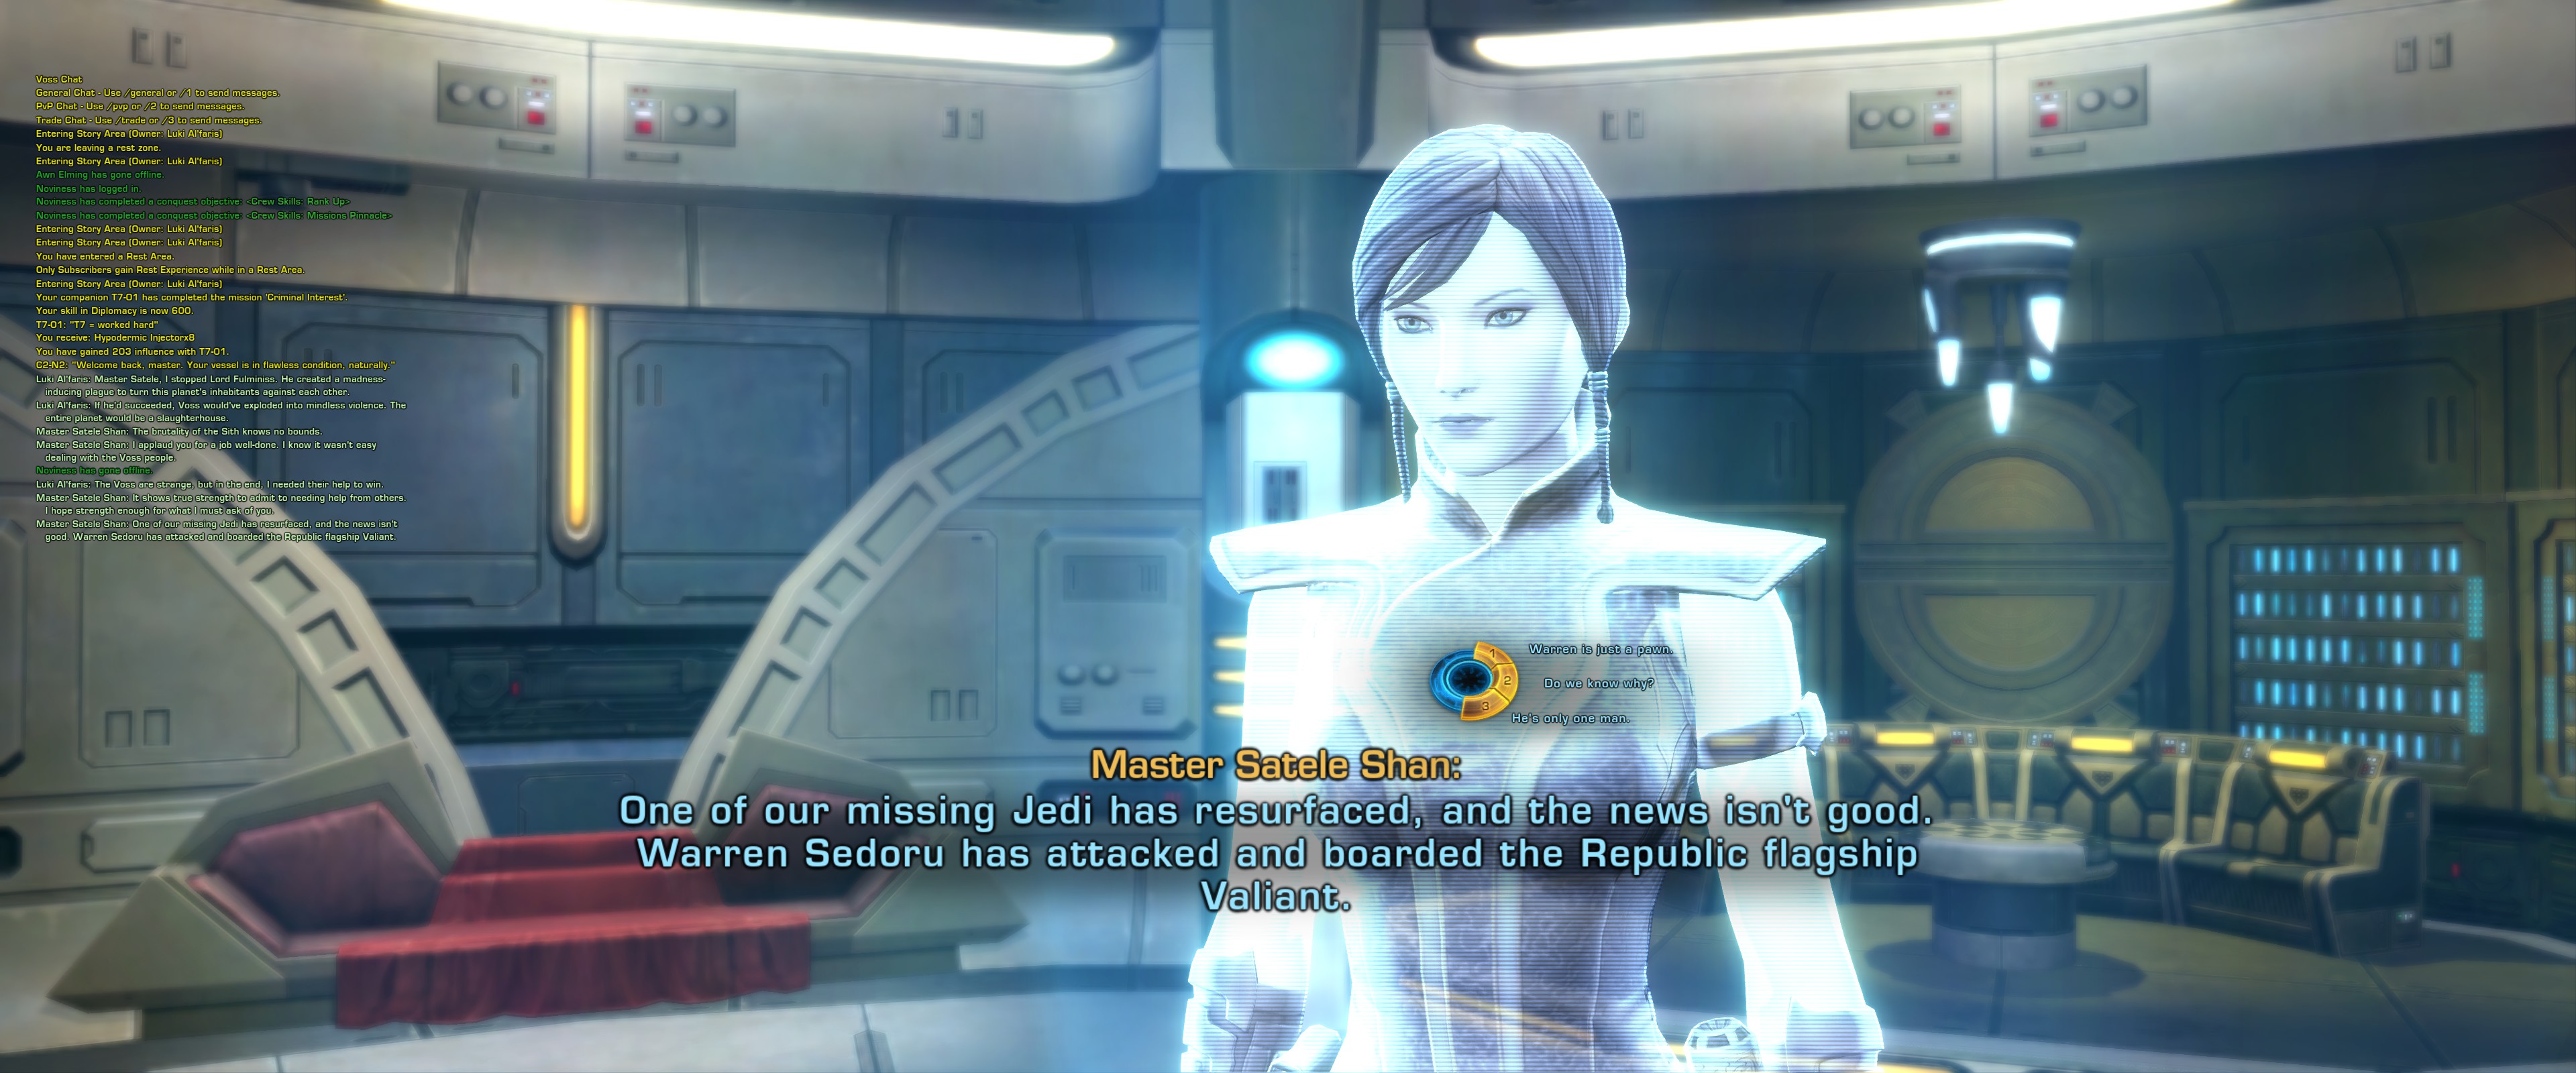 Voss Chat
General Chat - Use /general or /1 to send messages.
PvP Chat - Use /pvp or /2 to send messages.
Trade Chat - Use /trade or /3 to send messages.
Entering Story Area (Owner: Luki Al'faris)
You are leaving a rest zone.
Entering Story Area (Owner: Luki Al'faris)
Awn Elming has gone offline.
Noviness has logged in.
Noviness has completed a conquest objective: <Crew Skills: Rank Up>
Noviness has completed a conquest objective: <Crew Skills: Missions Pinnacle>
Entering Story Area (Owner: Luki Al'faris)
Entering Story Area (Owner: Luki Al'faris)
You have entered a Rest Area.
Only Subscribers gain Rest Experience while in a Rest Area.
Entering Story Area (Owner: Luki Al'faris)
Your companion T7-01 has completed the mission 'Criminal Interest'.
Your skill in Diplomacy is now 600.
T7-01: "T7 = worked hard"
You receive: Hypodermic Injectorx8
You have gained 203 influence with T7-01.
C2-N2: "Welcome back, master. Your vessel is in flawless condition, naturally."
Luki Al'faris: Master Satele, I stopped Lord Fulminiss. He created a madness-
inducing plague to turn this planet's inhabitants against each other.
Luki Al'faris: If he'd succeeded, Voss would've exploded into mindless violence. The
entire planet would be a slaughterhouse.
Master Satele Shan: The brutality of the Sith knows no bounds.
Master Satele Shan: I applaud you for a job well-done. I know it wasn't easy
dealing with the Voss people.
Noviness has gone offline.
Luki Al'faris: The Voss are strange, but in the end, I needed their help to win.
Master Satele Shan: It shows true strength to admit to needing help from others.
I hope strength enough for what I must ask of you.
Master Satele Shan: One of our missing Jedi has resurfaced, and the news isn't
good. Warren Sedoru has attacked and boarded the Republic flagship Valiant.
1 Warren is just a pawn.
2 Do we know why?
3 He's only one man.
Master Satele Shan:
One of our missing Jedi has resurfaced, and the news isn't good.
Warren Sedoru has attacked and boarded the Republic flagship
Valiant.